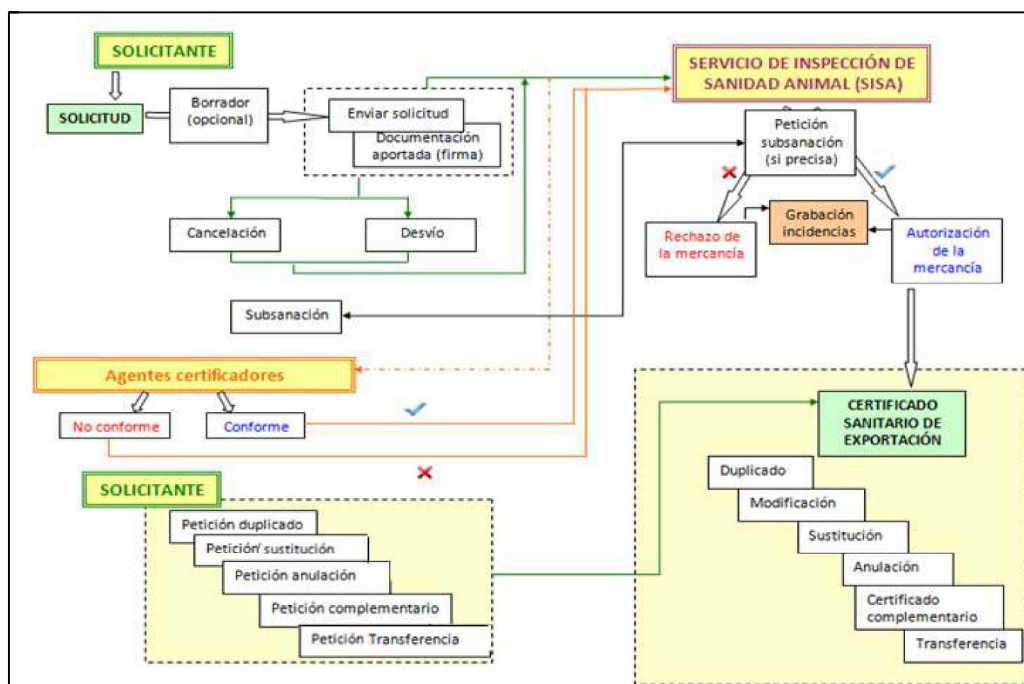 SOLICITANTE
SOLICITUD
Borrador
(opcional)
Enviar solicitud
Documentación
aportada (firma)
SERVICIO DE INSPECCIÓN DE
SANIDAD ANIMAL (SISA)
Petición
subsanación
(si precisa)
Cancelación
Desvío
Rechazo de
la mercancía
Grabación
incidencias
Autorización
de la
mercancía
Subsanación
Agentes certificadores
No conforme
Conforme
CERTIFICADO
SANITARIO DE
EXPORTACIÓN
SOLICITANTE
Petición duplicado
Petición sustitución
Petición anulación
Petición complementario
Petición Transferencia
Duplicado
Modificación
Sustitución
Anulación
Certificado
complementario
Transferencia